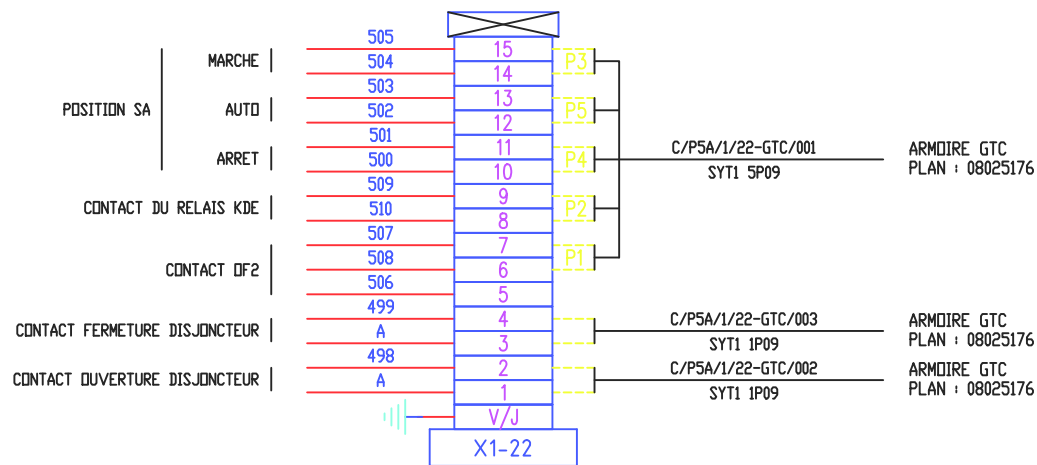 505
15
MARCHE
504
P3
14
503
13
POSITION SA
AUTO
502
P5
12
501
11
C/P5A/1/22-GTC/001
ARMOIRE GTC
ARRET
500
P4
10
SYT1 5P09
PLAN : 08025176
509
9
CONTACT DU RELAIS KDE
510
P2
8
507
7
508
P1
6
CONTACT OF2
506
5
499
4
C/P5A/1/22-GTC/003
ARMOIRE GTC
CONTACT FERMETURE DISJONCTEUR
A
3
SYT1 1P09
PLAN : 08025176
498
2
C/P5A/1/22-GTC/002
ARMOIRE GTC
CONTACT OUVERTURE DISJONCTEUR
A
1
SYT1 1P09
PLAN : 08025176
V/J
X1-22